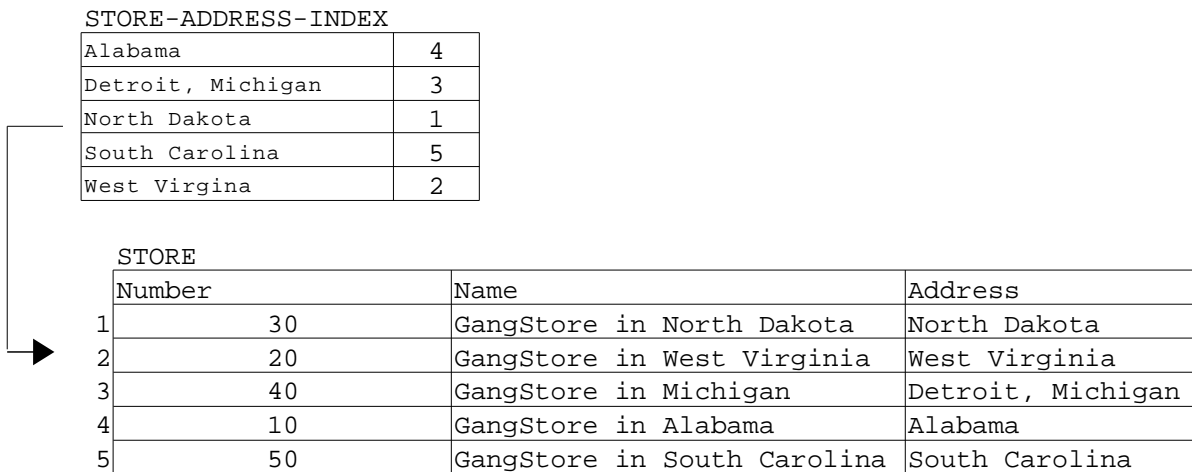 STORE-ADDRESS-INDEX
Alabama 4
Detroit, Michigan 3
North Dakota 1
South Carolina 5
West Virgina 2
STORE
Number Name Address
1 30 GangStore in North Dakota North Dakota
2 20 GangStore in West Virginia West Virginia
3 40 GangStore in Michigan Detroit, Michigan
4 10 GangStore in Alabama Alabama
5 50 GangStore in South Carolina South Carolina